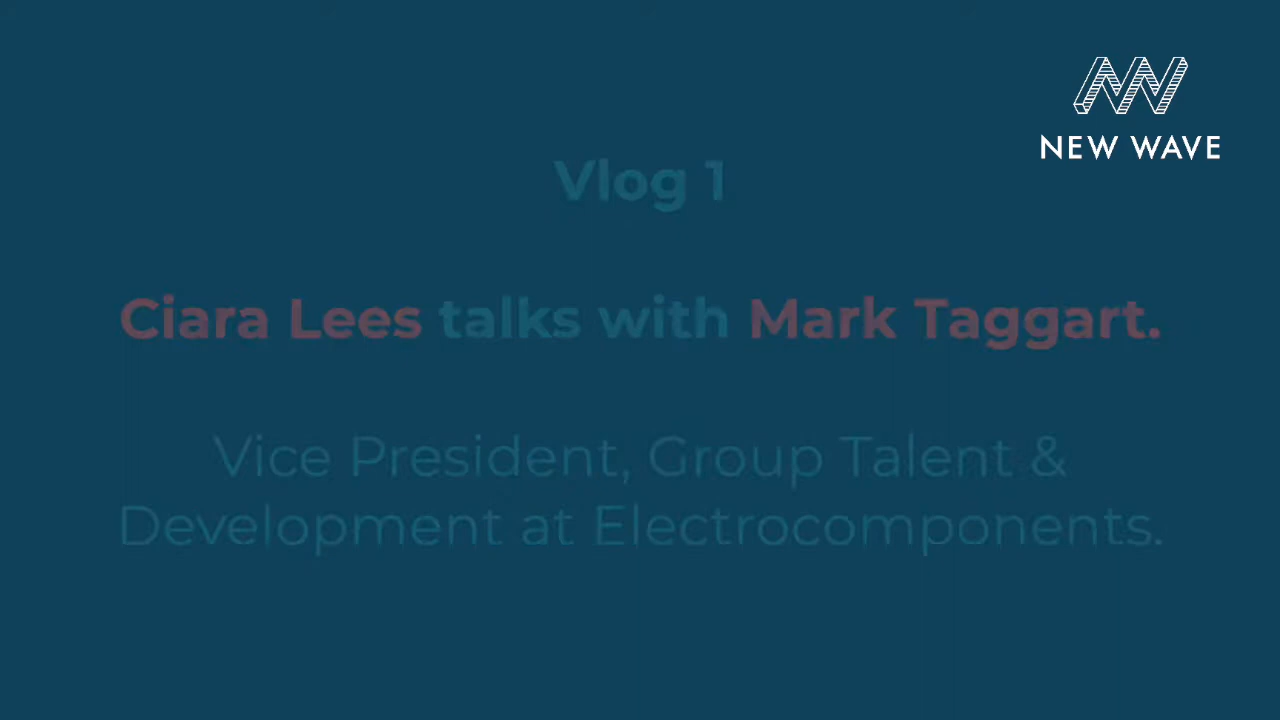 NEW WAVE
Vlog 1
Ciara Lees talks with Mark Taggart.
Vice President, Group Talent &
Development at Electrocomponents.